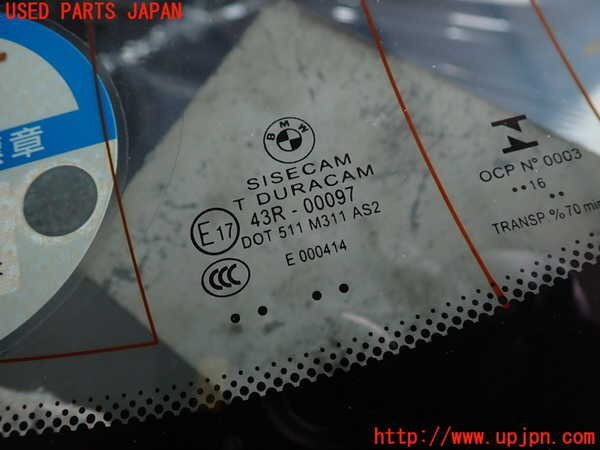 USED PARTS JAPAN
章
BMW
SISECAM
T DURACAM
43R - 00097
E17
DOT 511 M311 AS2
E 000414
CCC
OCP N° 0003
..16
TRANSP.% 70 min
http://www.upjpn.com